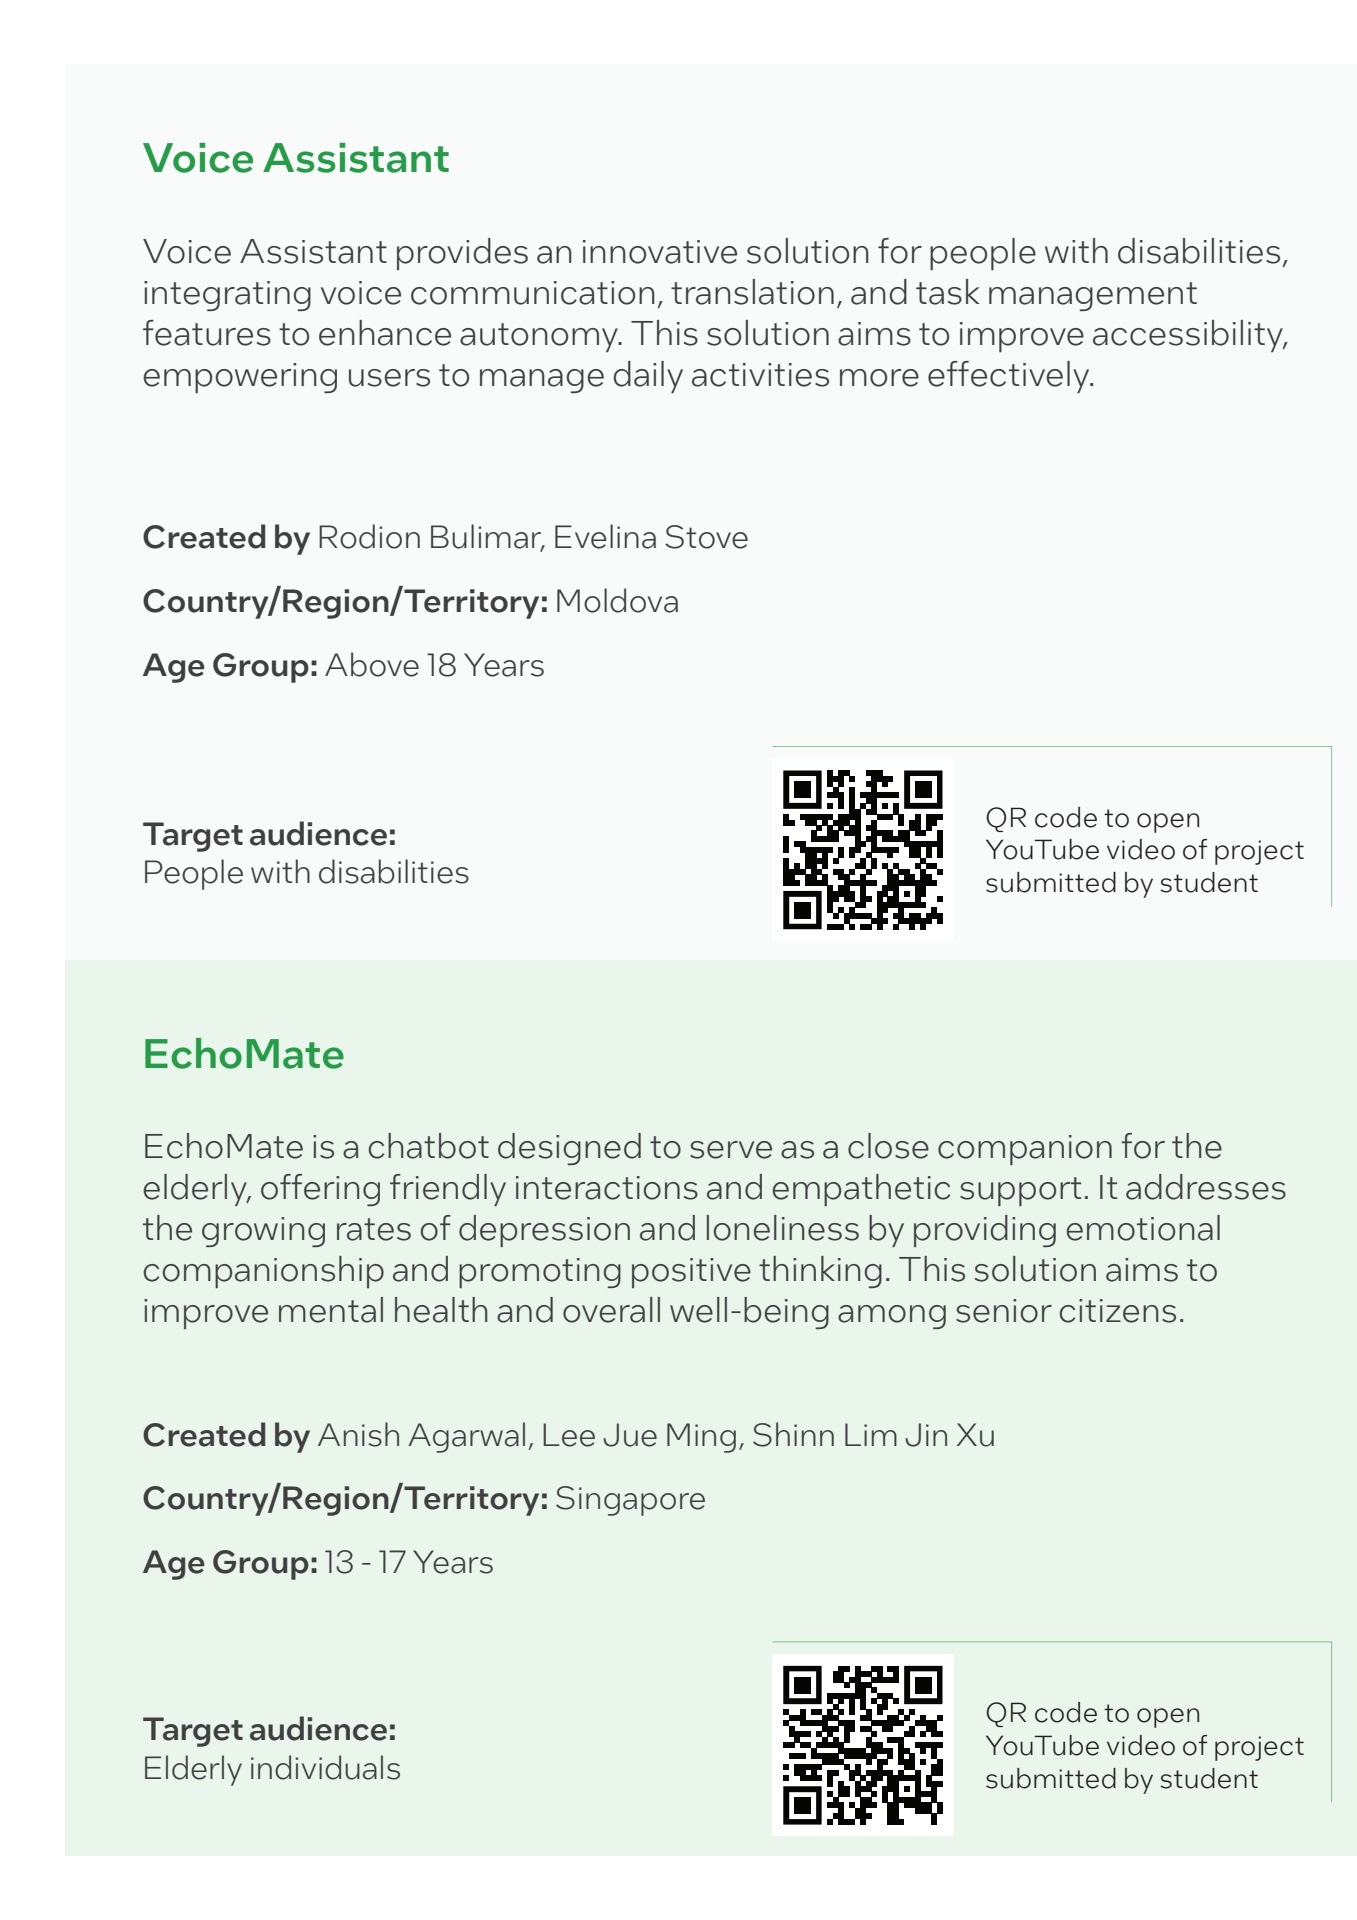 Voice Assistant
Voice Assistant provides an innovative solution for people with disabilities,
integrating voice communication, translation, and task management
features to enhance autonomy. This solution aims to improve accessibility,
empowering users to manage daily activities more effectively.
Created by Rodion Bulimar, Evelina Stove
Country/Region/Territory: Moldova
Age Group: Above 18 Years
Target audience:
People with disabilities
QR code to open
YouTube video of project
submitted by student
EchoMate
EchoMate is a chatbot designed to serve as a close companion for the
elderly, offering friendly interactions and empathetic support. It addresses
the growing rates of depression and loneliness by providing emotional
companionship and promoting positive thinking. This solution aims to
improve mental health and overall well-being among senior citizens.
Created by Anish Agarwal, Lee Jue Ming, Shinn Lim Jin Xu
Country/Region/Territory: Singapore
Age Group: 13 - 17 Years
Target audience:
Elderly individuals
QR code to open
YouTube video of project
submitted by student